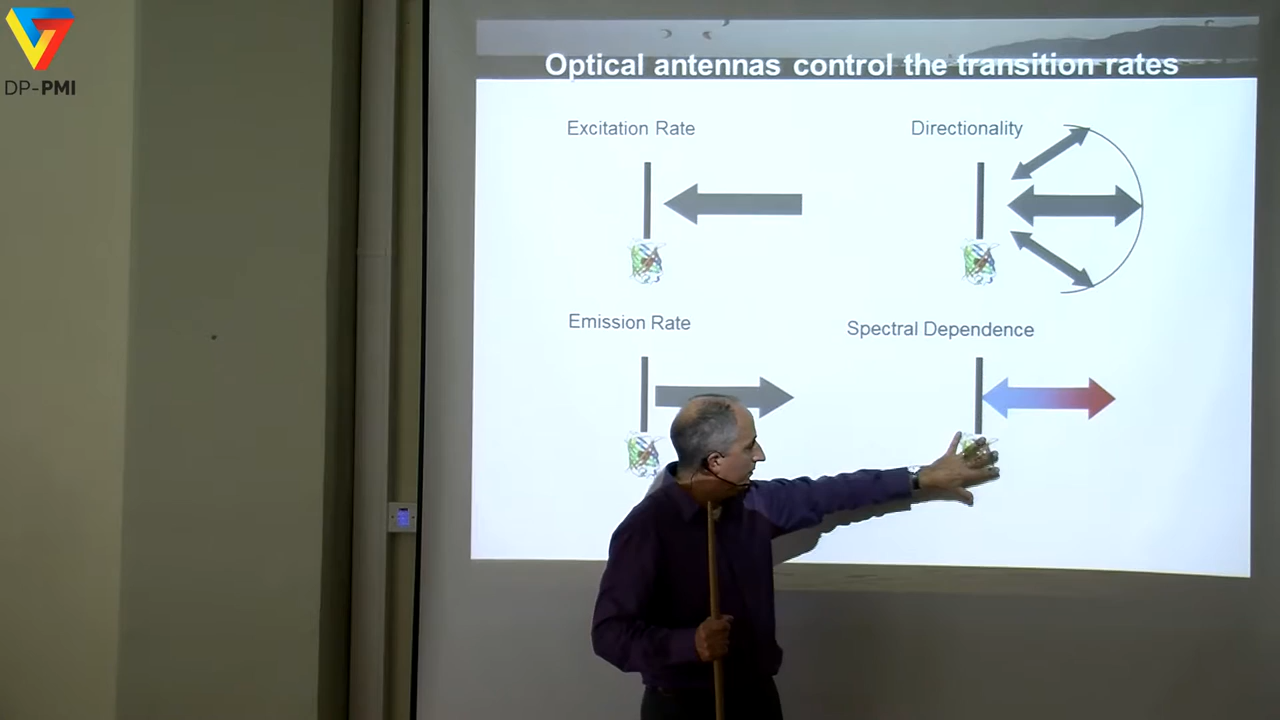 DP-PMI
Optical antennas control the transition rates
Excitation Rate
Directionality
Emission Rate
Spectral Dependence